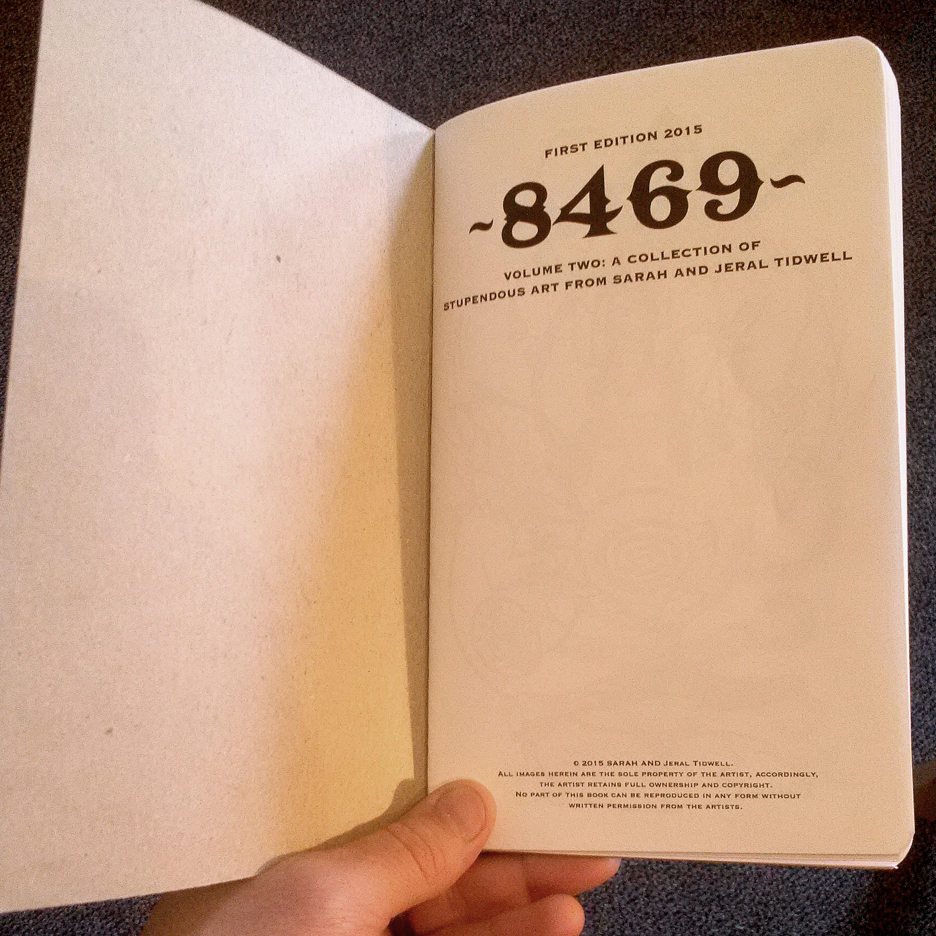 FIRST EDITION 2015
~8469~
VOLUME TWO: A COLLECTION OF
STUPENDOUS ART FROM SARAH AND JERAL TIDWELL
© 2015 SARAH AND JERAL TIDWELL.
ALL IMAGES HEREIN ARE THE SOLE PROPERTY OF THE ARTIST, ACCORDINGLY,
THE ARTIST RETAINS FULL OWNERSHIP AND COPYRIGHT.
NO PART OF THIS BOOK CAN BE REPRODUCED IN ANY FORM WITHOUT
WRITTEN PERMISSION FROM THE ARTISTS.